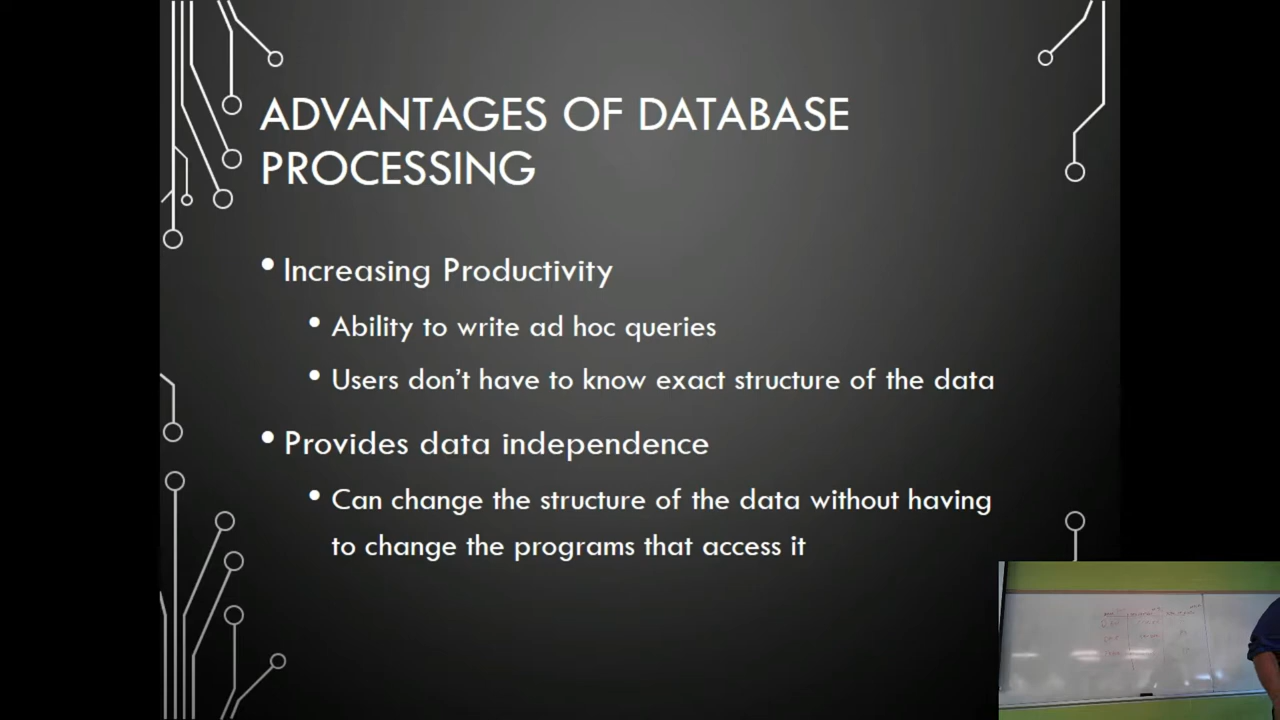 ADVANTAGES OF DATABASE
PROCESSING
• Increasing Productivity
• Ability to write ad hoc queries
• Users don't have to know exact structure of the data
• Provides data independence
• Can change the structure of the data without having
to change the programs that access it